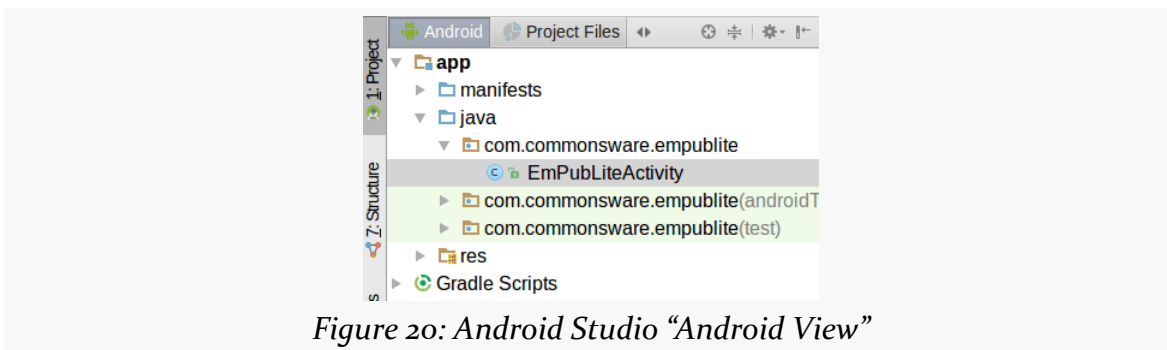 Android Project Files
1: Project
app
manifests
java
com.commonsware.empublite
EmPubLiteActivity
com.commonsware.empublite(androidT
com.commonsware.empublite(test)
7: Structure
res
Gradle Scripts
Figure 20: Android Studio “Android View”